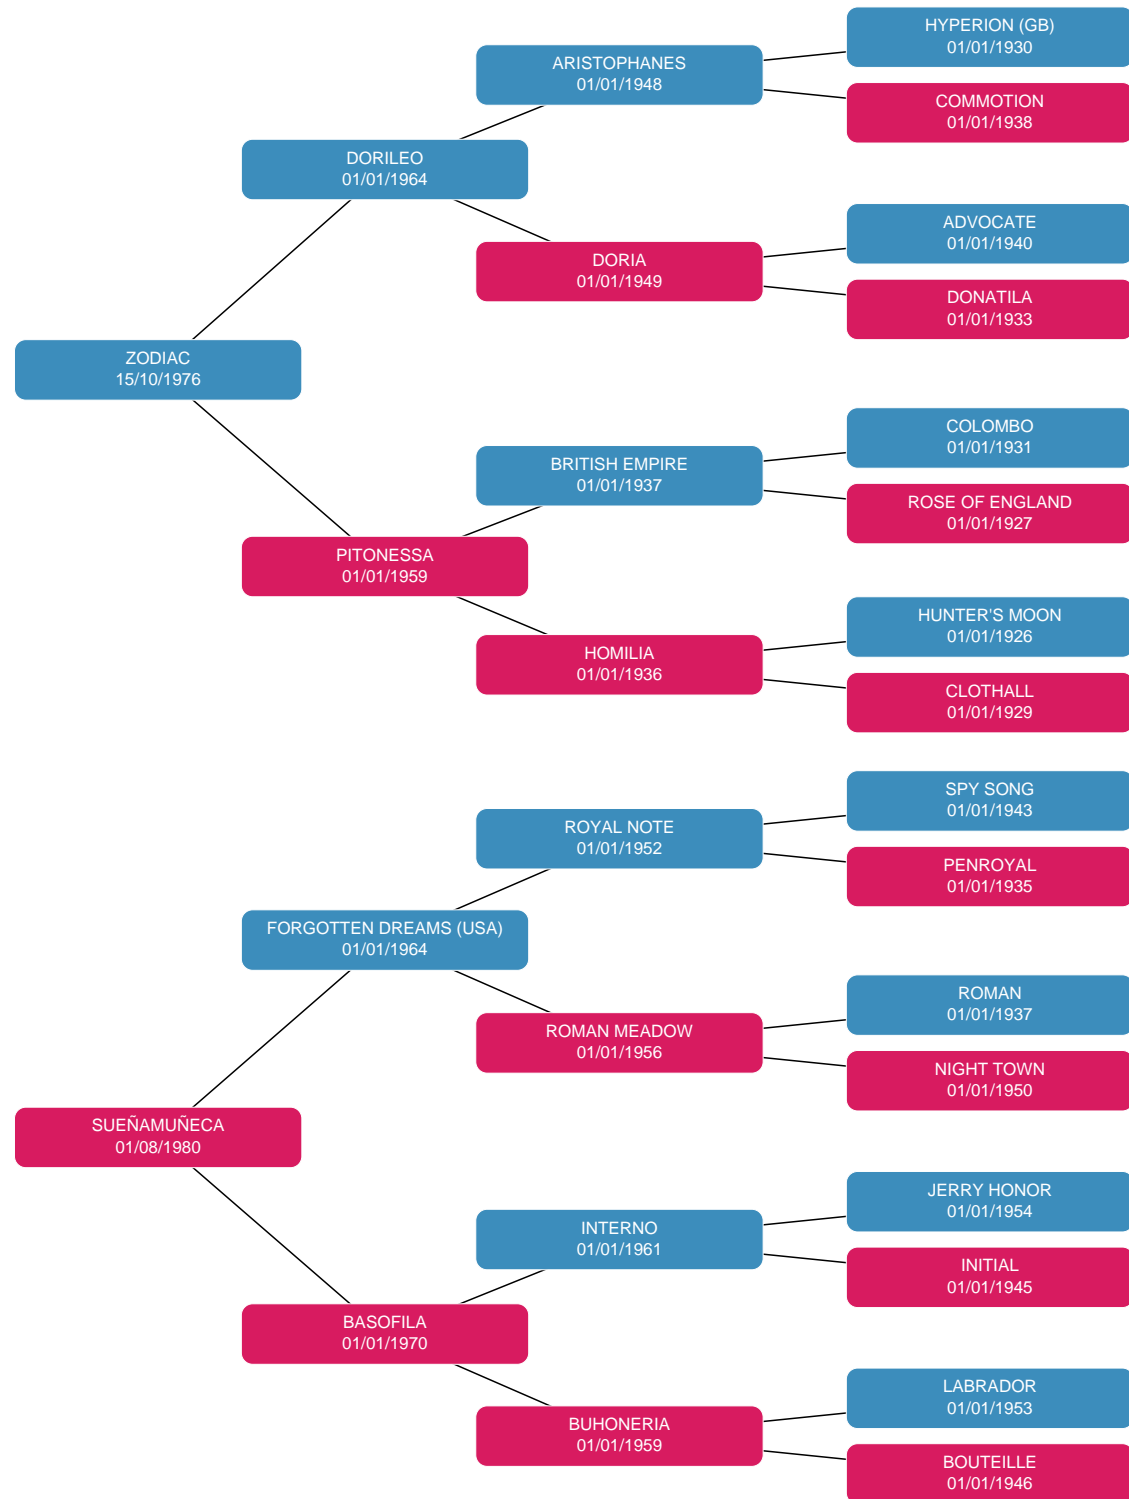 HYPERION (GB)
01/01/1930
ARISTOPHANES
01/01/1948
COMMOTION
01/01/1938
DORILEO
01/01/1964
ADVOCATE
01/01/1940
DORIA
01/01/1949
DONATILA
01/01/1933
ZODIAC
15/10/1976
COLOMBO
01/01/1931
BRITISH EMPIRE
01/01/1937
ROSE OF ENGLAND
01/01/1927
PITONESSA
01/01/1959
HUNTER'S MOON
01/01/1926
HOMILIA
01/01/1936
CLOTHALL
01/01/1929
SPY SONG
01/01/1943
ROYAL NOTE
01/01/1952
PENROYAL
01/01/1935
FORGOTTEN DREAMS (USA)
01/01/1964
ROMAN
01/01/1937
ROMAN MEADOW
01/01/1956
NIGHT TOWN
01/01/1950
SUEÑAMUÑECA
01/08/1980
JERRY HONOR
01/01/1954
INTERNO
01/01/1961
INITIAL
01/01/1945
BASOFILA
01/01/1970
LABRADOR
01/01/1953
BUHONERIA
01/01/1959
BOUTEILLE
01/01/1946